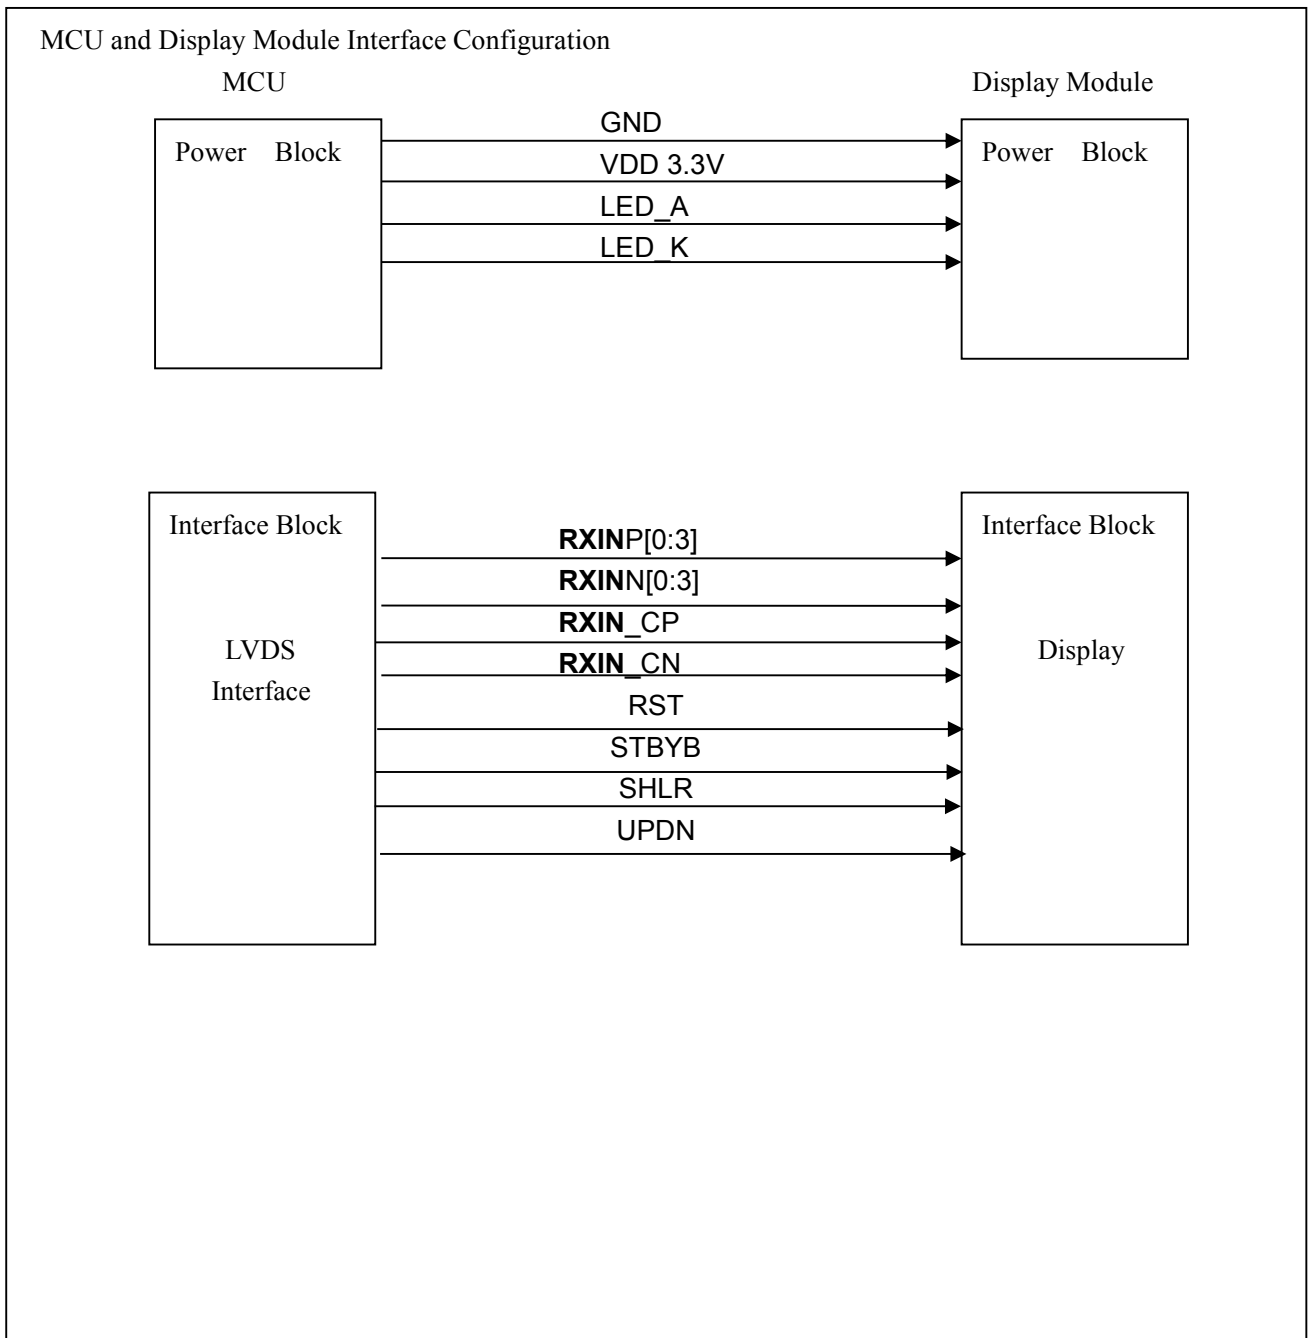 MCU and Display Module Interface Configuration
MCU
Display Module
Power Block
GND
VDD 3.3V
LED_A
LED_K
Power Block
Interface Block
LVDS
Interface
RXINP[0:3]
RXINN[0:3]
RXIN_CP
RXIN_CN
RST
STBYB
SHLR
UPDN
Interface Block
Display